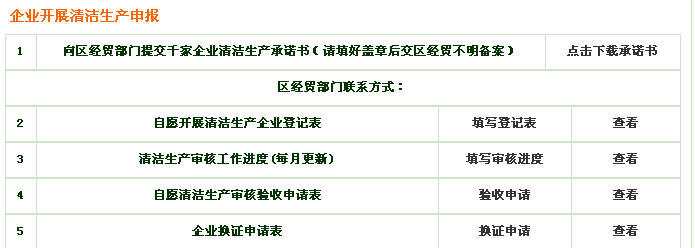 企业开展清洁生产申报
1 向区经贸部门提交千家企业清洁生产承诺书（请填好盖章后交区经贸不明备案） 点击下载承诺书
区经贸部门联系方式：
2 自愿开展清洁生产企业登记表 填写登记表 查看
3 清洁生产审核工作进度(每月更新) 填写审核进度 查看
4 自愿清洁生产审核验收申请表 验收申请 查看
5 企业换证申请表 换证申请 查看